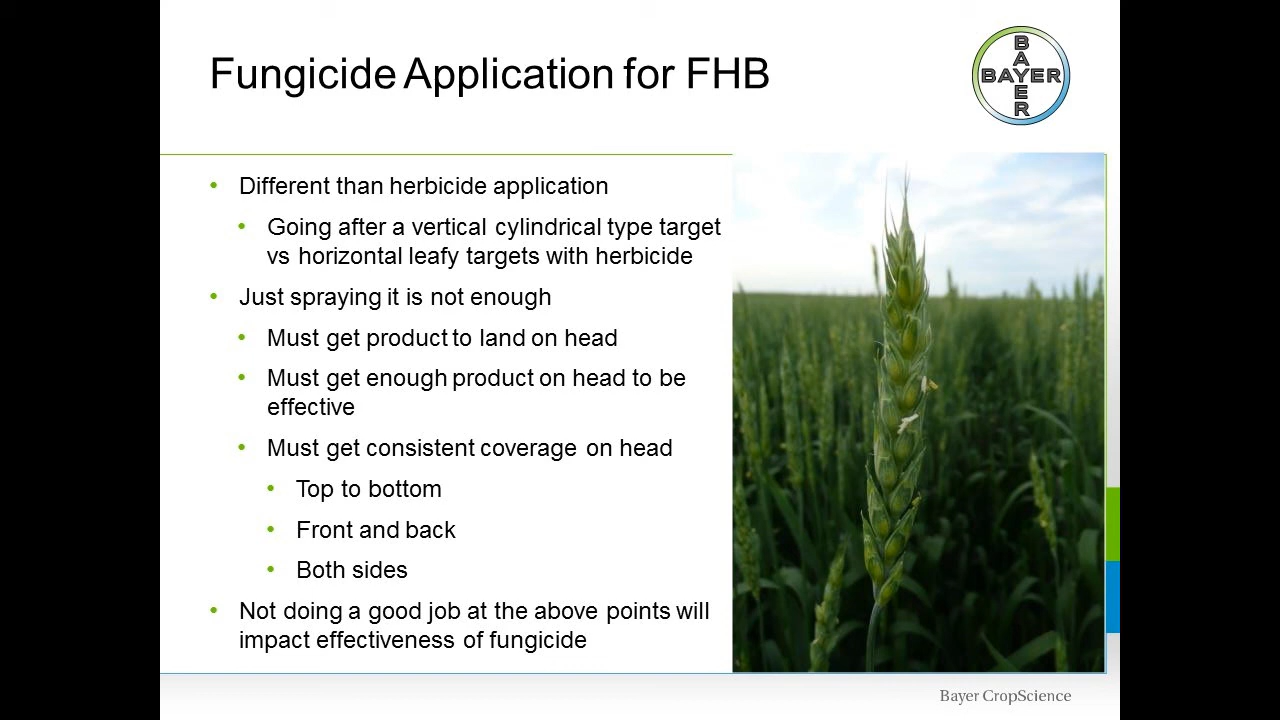 Fungicide Application for FHB
BAYER
BAYER
• Different than herbicide application
• Going after a vertical cylindrical type target
vs horizontal leafy targets with herbicide
• Just spraying it is not enough
• Must get product to land on head
• Must get enough product on head to be
effective
• Must get consistent coverage on head
• Top to bottom
• Front and back
• Both sides
• Not doing a good job at the above points will
impact effectiveness of fungicide
Bayer CropScience